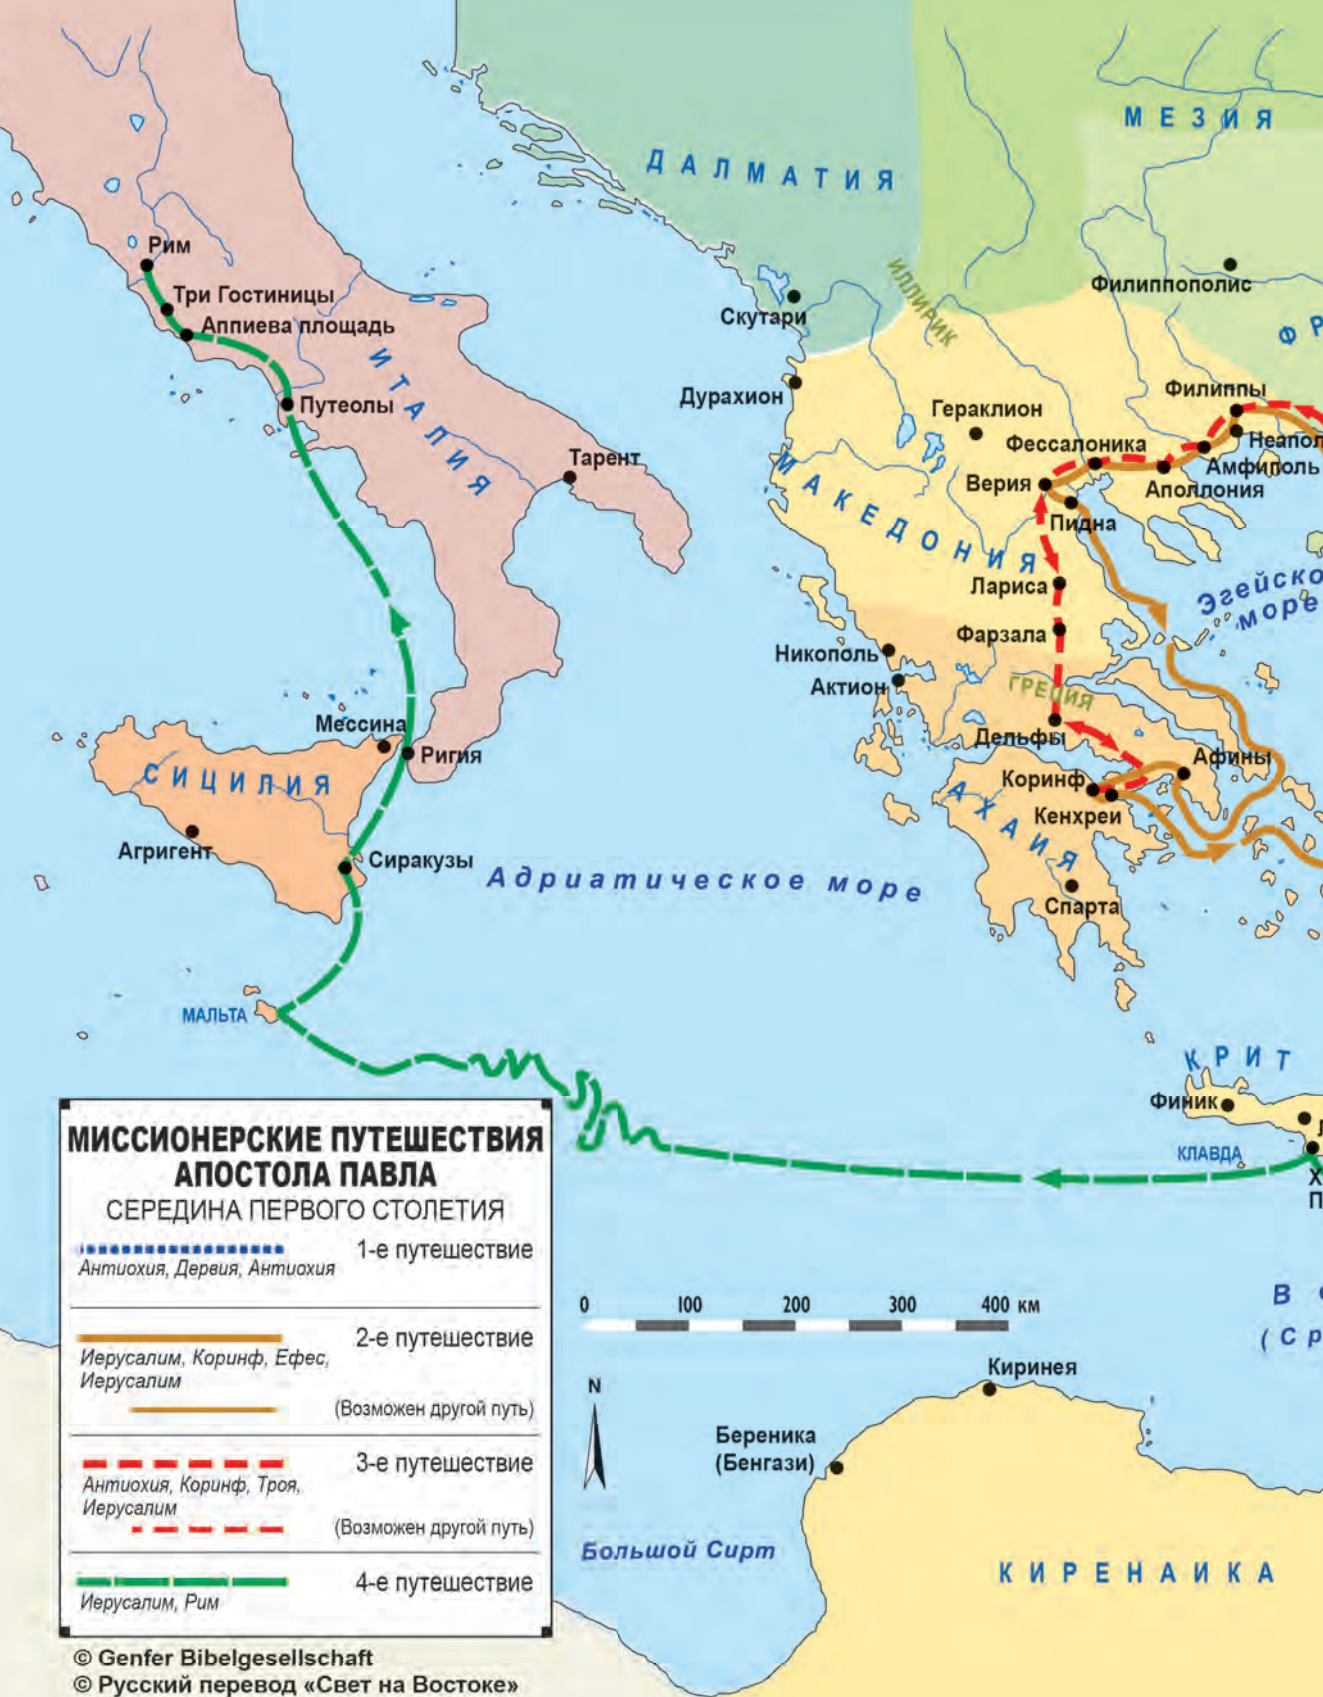 МЕЗИЯ
ДАЛМАТИЯ
Рим
Филиппополис
ИЛЛИРИК
Три Гостиницы
Скутари
Аппиева площадь
ФР
ИТАЛИЯ
Дурахион
Филиппы
Путеолы
Гераклион
Неапол
Фессалоника
Тарент
Амфиполь
Верия
Аполлония
МАКЕДОНИЯ
Пидна
Лариса
Эгейско
море
Фарзала
Никополь
Актион
ГРЕЦИЯ
Мессина
Дельфы
Ригия
Афины
СИЦИЛИЯ
Коринф
Кенхреи
АХАИЯ
Агригент
Сиракузы
Адриатическое море
Спарта
МАЛЬТА
КРИТ
Финик
Л
КЛАВДА
Х
П
МИССИОНЕРСКИЕ ПУТЕШЕСТВИЯ
АПОСТОЛА ПАВЛА
СЕРЕДИНА ПЕРВОГО СТОЛЕТИЯ
1-е путешествие
Антиохия, Дервия, Антиохия
2-е путешествие
Иерусалим, Коринф, Ефес,
Иерусалим
(Возможен другой путь)
3-е путешествие
Антиохия, Коринф, Троя,
Иерусалим
(Возможен другой путь)
4-е путешествие
Иерусалим, Рим
0 100 200 300 400 км
В
(Ср
N
Киринея
Береника
(Бенгази)
Большой Сирт
КИРЕНАИКА
© Genfer Bibelgesellschaft
© Русский перевод «Свет на Востоке»